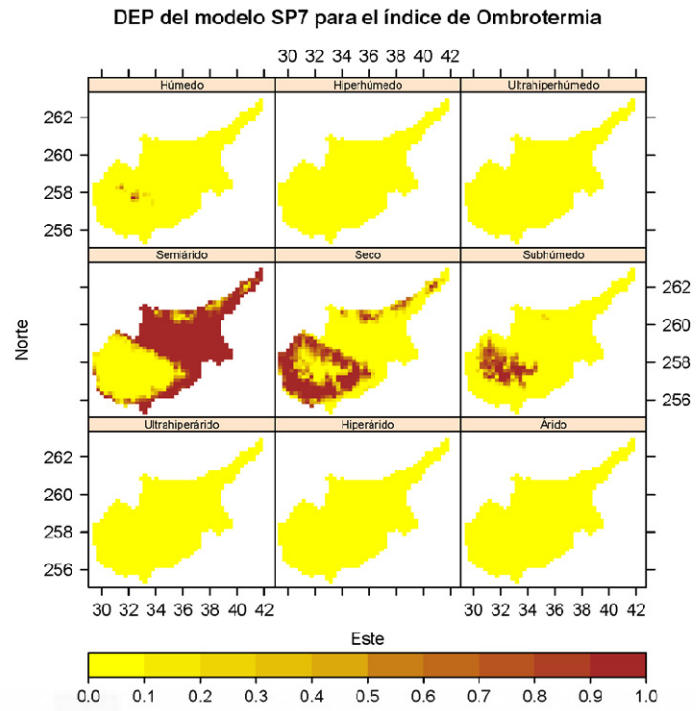 DEP del modelo SP7 para el índice de Ombrotermia
30 32 34 36 38 40 42
Húmedo Hiperhúmedo Ultrahiperhúmedo
262
260
258
256
Semiárido Seco Subhúmedo
262
260
258
256
Norte
Ultrahiperárido Hiperárido Árido
262
260
258
256
30 32 34 36 38 40 42 30 32 34 36 38 40 42
Este
0.0 0.1 0.2 0.3 0.4 0.5 0.6 0.7 0.8 0.9 1.0